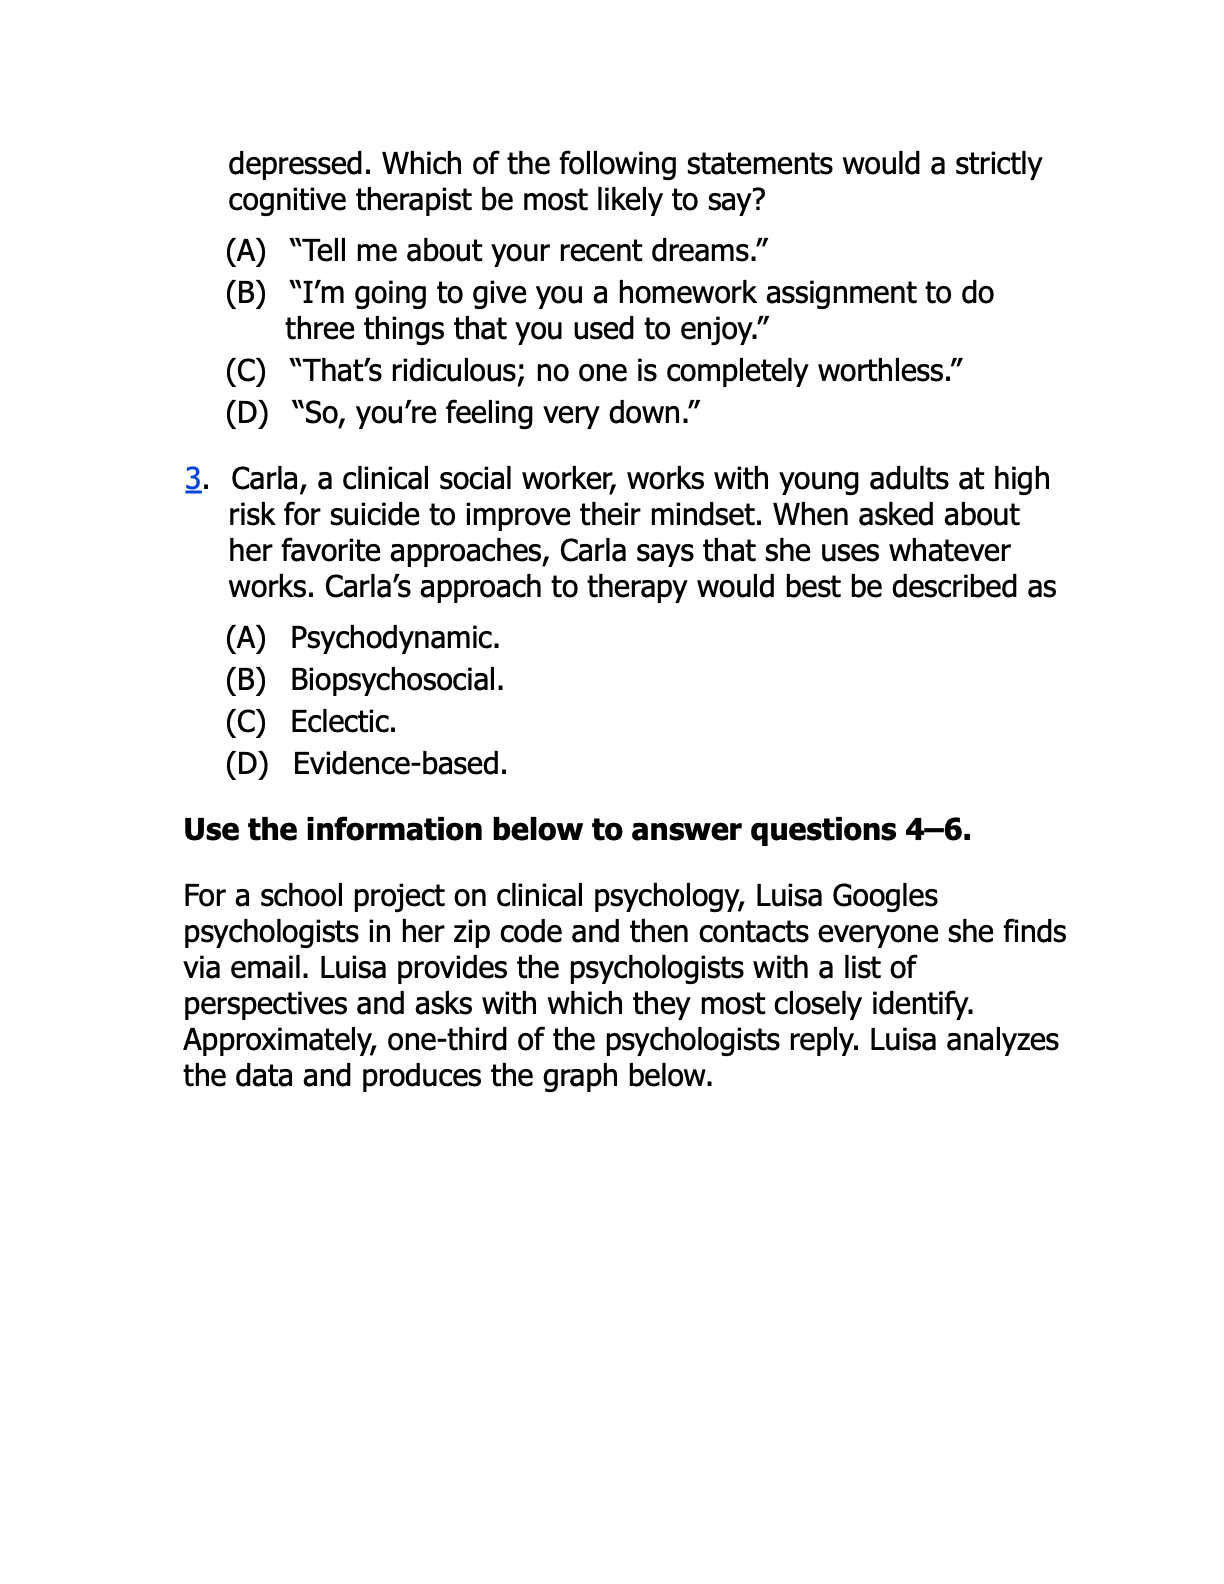 depressed. Which of the following statements would a strictly
cognitive therapist be most likely to say?
(A) “Tell me about your recent dreams.”
(B) “I’m going to give you a homework assignment to do
three things that you used to enjoy.”
(C) “That’s ridiculous; no one is completely worthless.”
(D) “So, you’re feeling very down.”
3. Carla, a clinical social worker, works with young adults at high
risk for suicide to improve their mindset. When asked about
her favorite approaches, Carla says that she uses whatever
works. Carla’s approach to therapy would best be described as
(A) Psychodynamic.
(B) Biopsychosocial.
(C) Eclectic.
(D) Evidence-based.
Use the information below to answer questions 4–6.
For a school project on clinical psychology, Luisa Googles
psychologists in her zip code and then contacts everyone she finds
via email. Luisa provides the psychologists with a list of
perspectives and asks with which they most closely identify.
Approximately, one-third of the psychologists reply. Luisa analyzes
the data and produces the graph below.